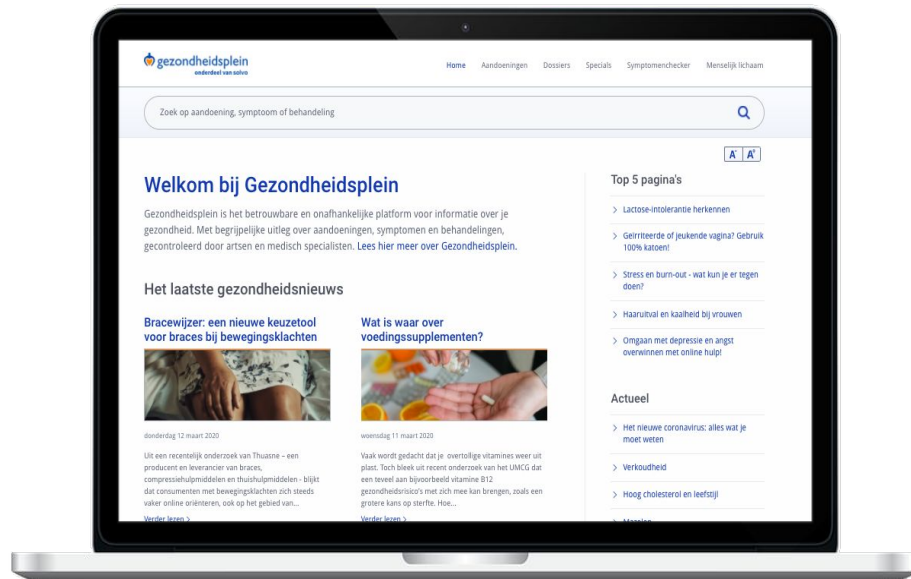 gezondheidsplein
onderdeel van solvo
Home Aandoeningen Dossiers Specials Symptomenchecker Menselijk lichaam
Zoek op aandoening, symptoom of behandeling
A- A+
Welkom bij Gezondheidsplein
Gezondheidsplein is het betrouwbare en onafhankelijke platform voor informatie over je
gezondheid. Met begrijpelijke uitleg over aandoeningen, symptomen en behandelingen,
gecontroleerd door artsen en medisch specialisten. Lees hier meer over Gezondheidsplein.
Het laatste gezondheidsnieuws
Bracewijzer: een nieuwe keuzetool
voor braces bij bewegingsklachten
donderdag 12 maart 2020
Uit een recentelijk onderzoek van Thuasne – een
producent en leverancier van braces,
compressiehulpmiddelen en thuishulpmiddelen - blijkt
dat consumenten met bewegingsklachten zich steeds
vaker online oriënteren, ook op het gebied van...
Verder lezen >
Wat is waar over
voedingssupplementen?
woensdag 11 maart 2020
Vaak wordt gedacht dat je overtollige vitamines weer uit
plast. Toch bleek uit recent onderzoek van het UMCG dat
een teveel aan bijvoorbeeld vitamine B12
gezondheidsrisico's met zich mee kan brengen, zoals een
grotere kans op sterfte. Hoe...
Verder lezen >
Top 5 pagina's
> Lactose-intolerantie herkennen
> Geïrriteerde of jeukende vagina? Gebruik
100% katoen!
> Stress en burn-out - wat kun je er tegen
doen?
> Haaruitval en kaalheid bij vrouwen
> Omgaan met depressie en angst
overwinnen met online hulp!
Actueel
> Het nieuwe coronavirus: alles wat je
moet weten
> Verkoudheid
> Hoog cholesterol en leefstijl